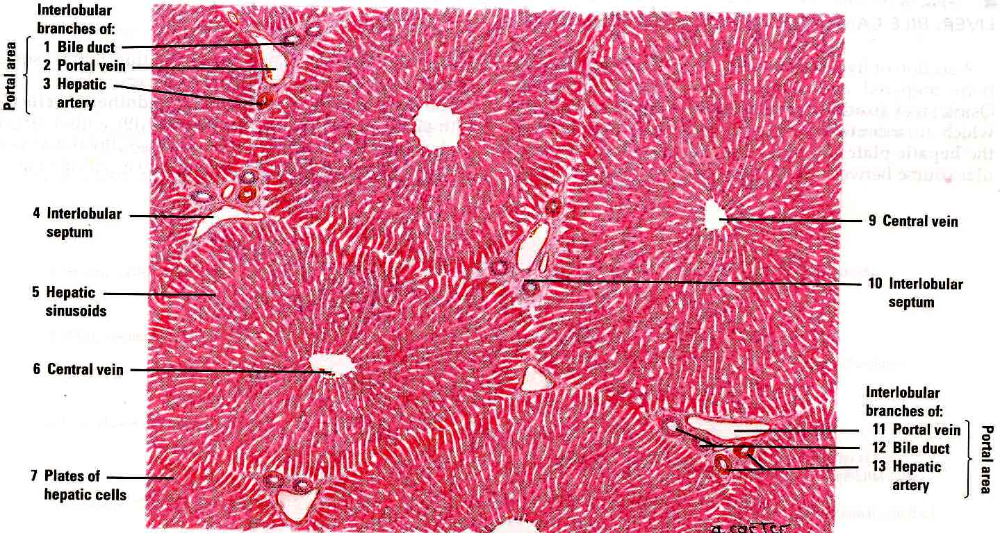 Interlobular
branches of:
Portal area
1 Bile duct
2 Portal vein
3 Hepatic
artery
4 Interlobular
septum
5 Hepatic
sinusoids
6 Central vein
7 Plates of
hepatic cells
9 Central vein
10 Interlobular
septum
Interlobular
branches of:
11 Portal vein
12 Bile duct
13 Hepatic
artery
Portal area
a. carter